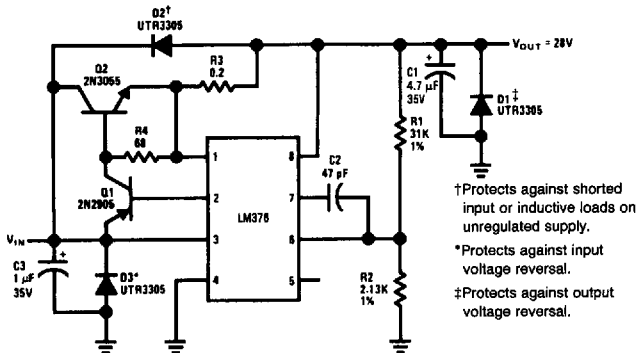 D2†
UTR3305
Q2
2N3055
R3
0.2
R4
68
Q1
2N2905
VIN
C3
1 μF
35V
+
D3*
UTR3305
1
2
3
4
LM376
8
7
6
5
C2
47 pF
R1
31K
1%
R2
2.13K
1%
C1
4.7 μF
35V
+
D1‡
UTR3305
VOUT = 28V
†Protects against shorted
input or inductive loads on
unregulated supply.
*Protects against input
voltage reversal.
‡Protects against output
voltage reversal.